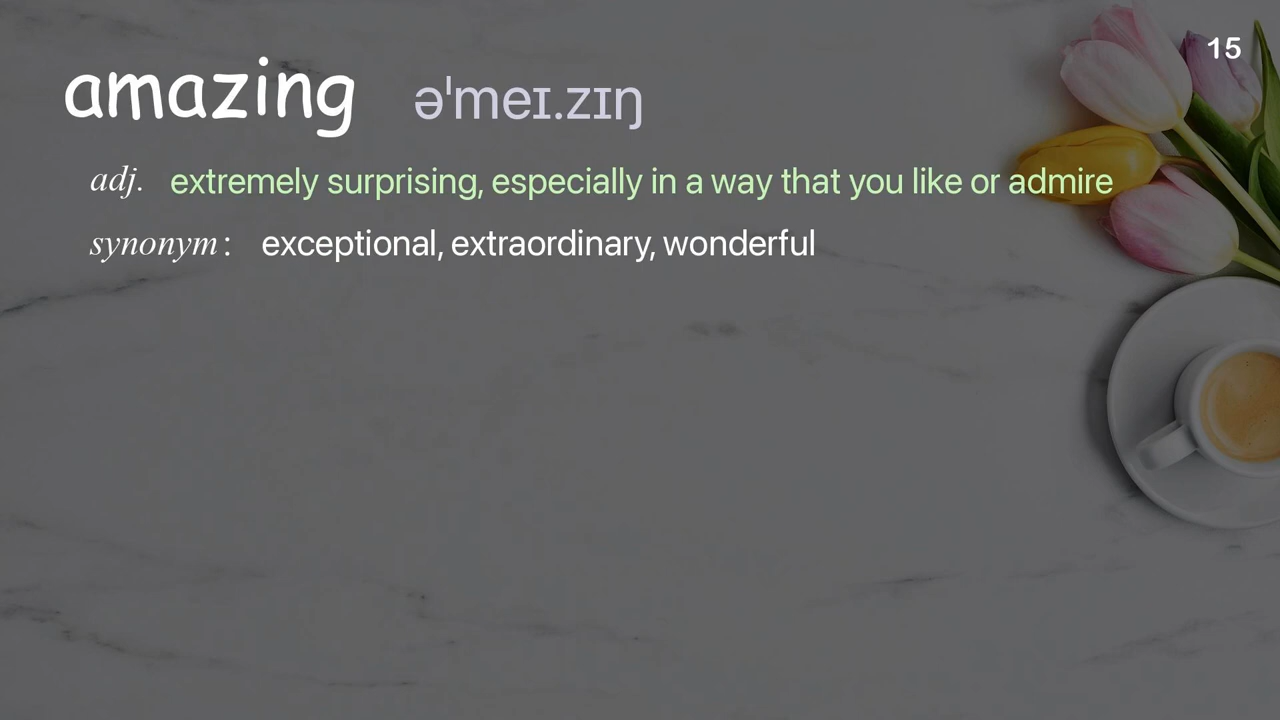 15
amazing əˈmeɪ.zɪŋ
adj. extremely surprising, especially in a way that you like or admire
synonym: exceptional, extraordinary, wonderful